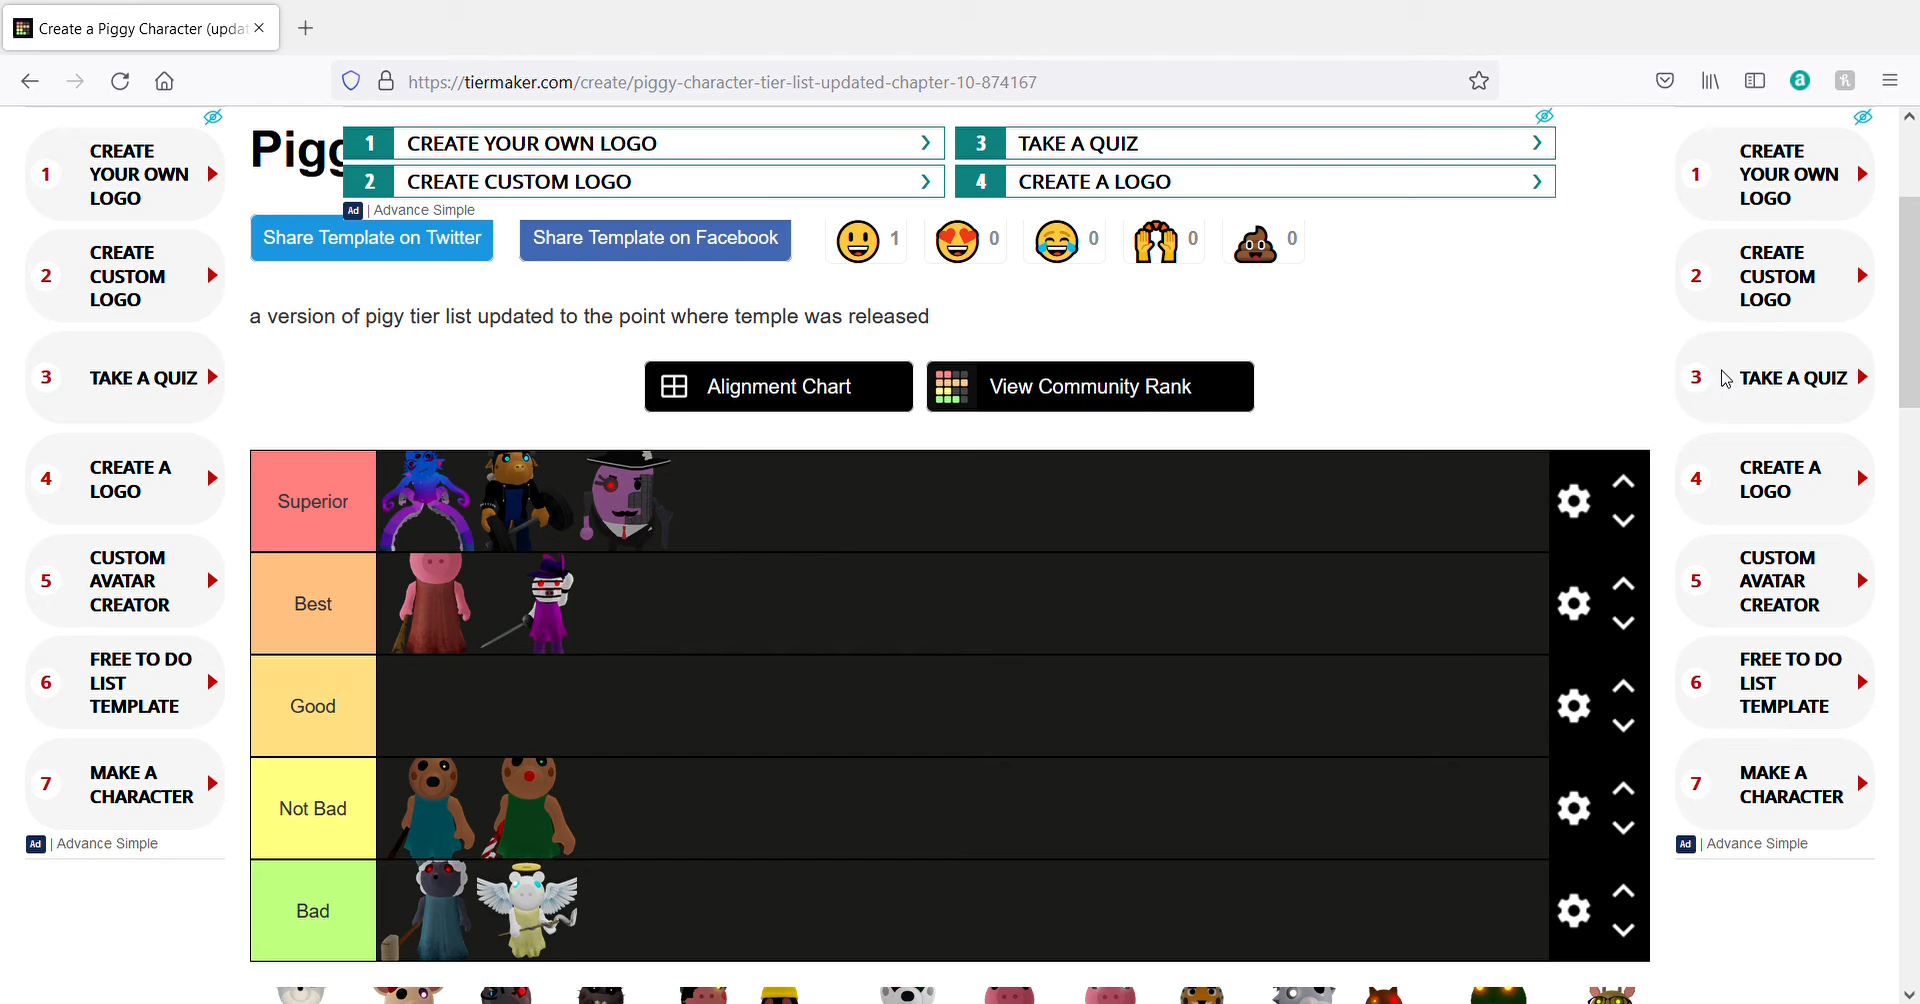 Create a Piggy Character (updat
https://tiermaker.com/create/piggy-character-tier-list-updated-chapter-10-874167
1 CREATE YOUR OWN LOGO
2 CREATE CUSTOM LOGO
3 TAKE A QUIZ
4 CREATE A LOGO
5 CUSTOM AVATAR CREATOR
6 FREE TO DO LIST TEMPLATE
7 MAKE A CHARACTER
Ad | Advance Simple
Pigg
1 CREATE YOUR OWN LOGO
2 CREATE CUSTOM LOGO
3 TAKE A QUIZ
4 CREATE A LOGO
Ad | Advance Simple
Share Template on Twitter
Share Template on Facebook
1
0
0
0
0
a version of pigy tier list updated to the point where temple was released
Alignment Chart
View Community Rank
Superior
Best
Good
Not Bad
Bad
1 CREATE YOUR OWN LOGO
2 CREATE CUSTOM LOGO
3 TAKE A QUIZ
4 CREATE A LOGO
5 CUSTOM AVATAR CREATOR
6 FREE TO DO LIST TEMPLATE
7 MAKE A CHARACTER
Ad | Advance Simple